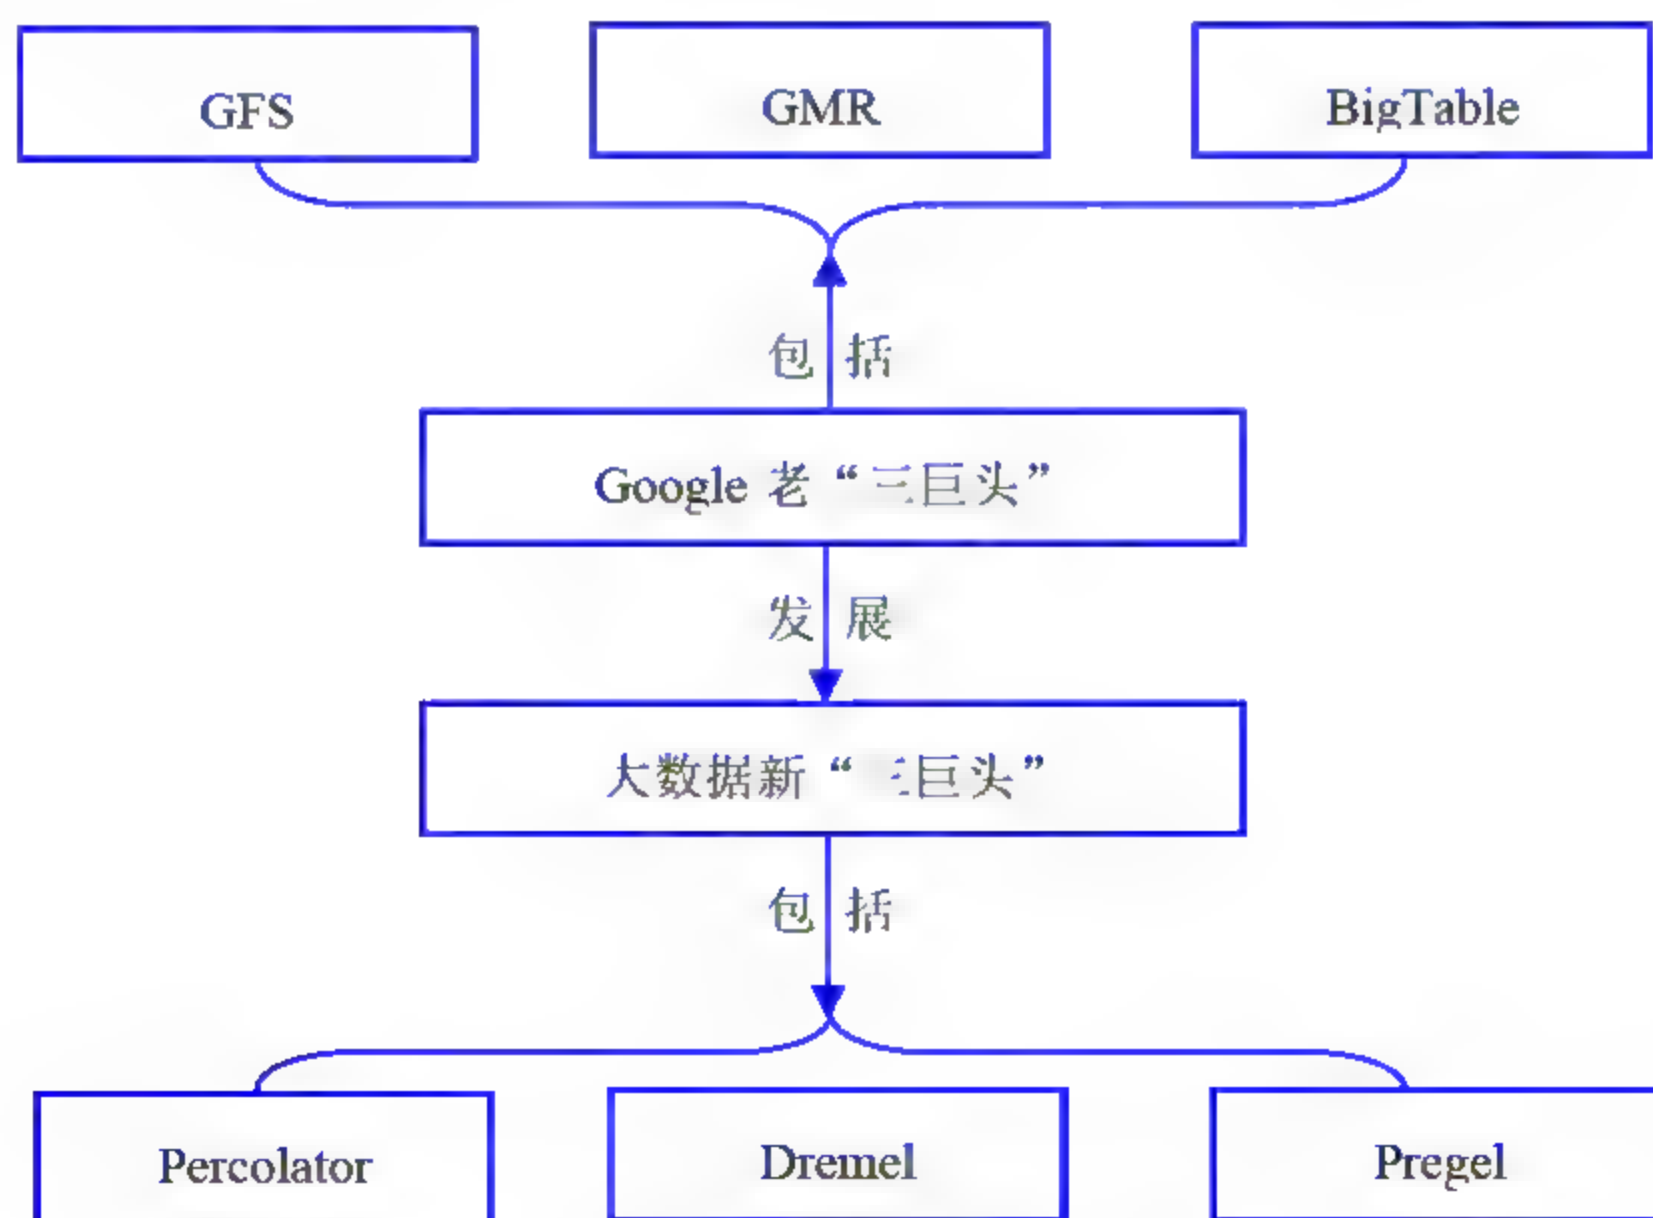 GFS
GMR
BigTable
包括
Google 老“三巨头”
发展
大数据新“三巨头”
包括
Percolator
Dremel
Pregel